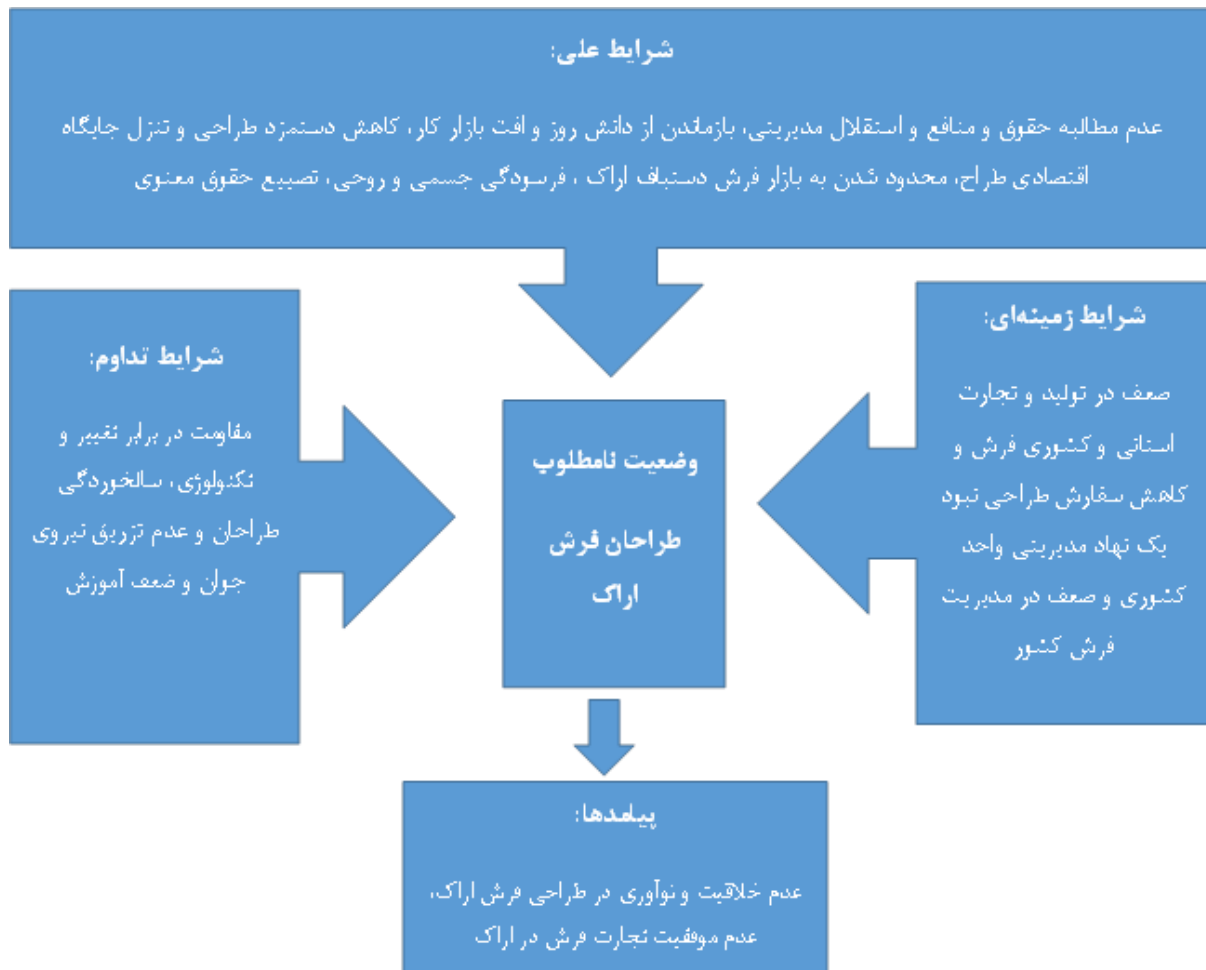 شرایط علی:
عدم مطالبه حقوق و منافع و استقلال مدیریتی، بازماندن از دانش روز و افت بازار کار، کاهش دستمزد طراحی و تنزل جایگاه
اقتصادی طراح، محدود شدن به بازار فرش دستباف اراک ، فرسودگی جسمی و روحی، تضییع حقوق معنوی
شرایط زمینه‌ای:
ضعف در تولید و تجارت
استانی و کشوری فرش و
کاهش سفارش طراحی نبود
یک نهاد مدیریتی واحد
کشوری و ضعف در مدیریت
فرش کشور
وضعیت نامطلوب
طراحان فرش
اراک
شرایط تداوم:
مقاومت در برابر تغییر و
تکنولوژی، سالخوردگی
طراحان و عدم تزریق نیروی
جوان و ضعف آموزش
پیامدها:
عدم خلاقیت و نوآوری در طراحی فرش اراک،
عدم موفقیت تجارت فرش در اراک